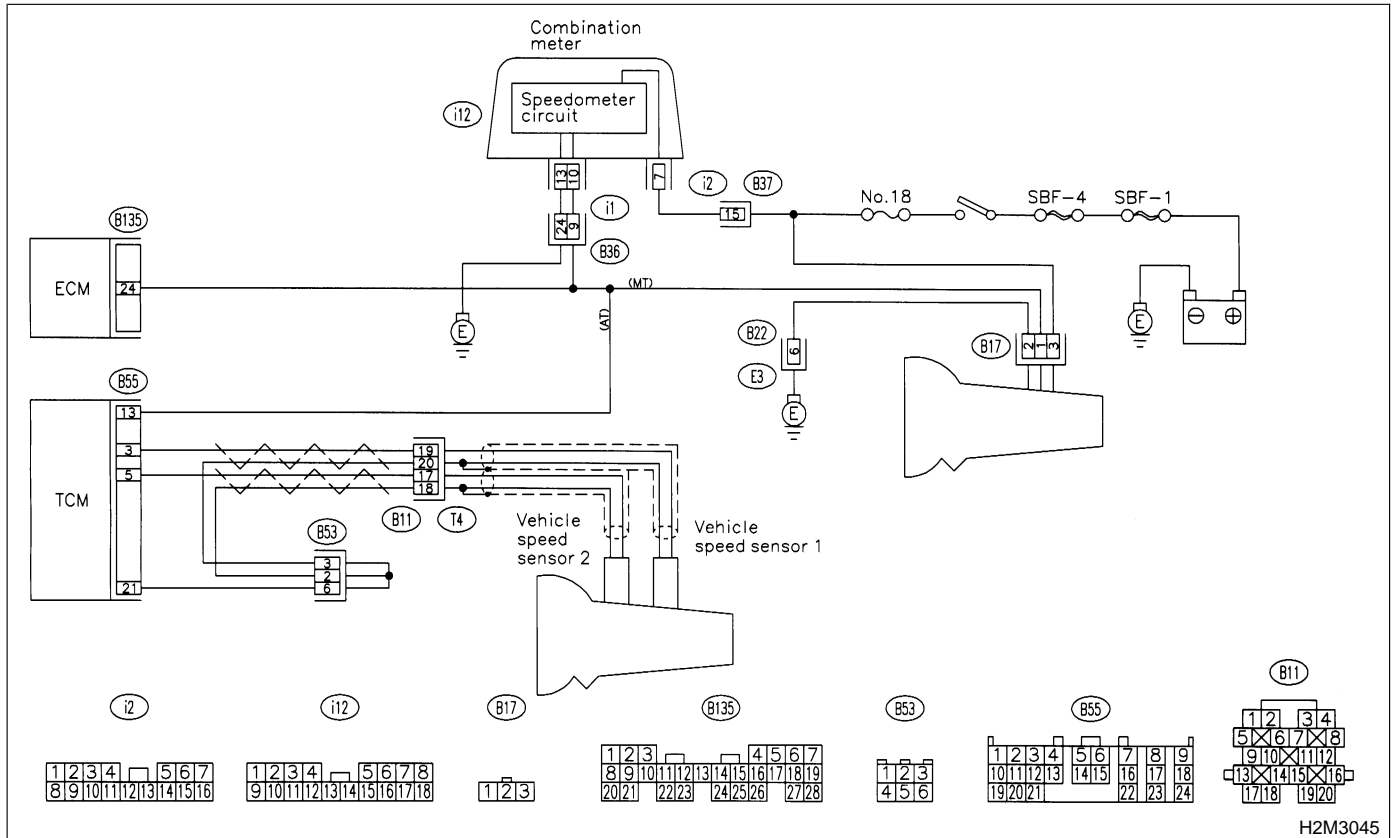 Combination
meter
Speedometer
circuit
i12
13 10
7
i2
B37
15
No.18
SBF-4
SBF-1
i1
24 9
B36
B135
ECM
24
(MT)
(AT)
E
E
⊖ ⊕
B22
6
E3
E
B17
2 1 3
B55
13
3
5
21
TCM
19
20
17
18
B11
T4
B53
3
2
6
Vehicle
speed
sensor 2
Vehicle
speed sensor 1
i2
1 2 3 4 5 6 7
8 9 10 11 12 13 14 15 16
i12
1 2 3 4 5 6 7 8
9 10 11 12 13 14 15 16 17 18
B17
1 2 3
B135
1 2 3 4 5 6 7
8 9 10 11 12 13 14 15 16 17 18 19
20 21 22 23 24 25 26 27 28
B53
1 2 3
4 5 6
B55
1 2 3 4 5 6 7 8 9
10 11 12 13 14 15 16 17 18
19 20 21 22 23 24
B11
1 2 3 4
5 6 7 8
9 10 11 12
13 14 15 16
17 18 19 20
H2M3045